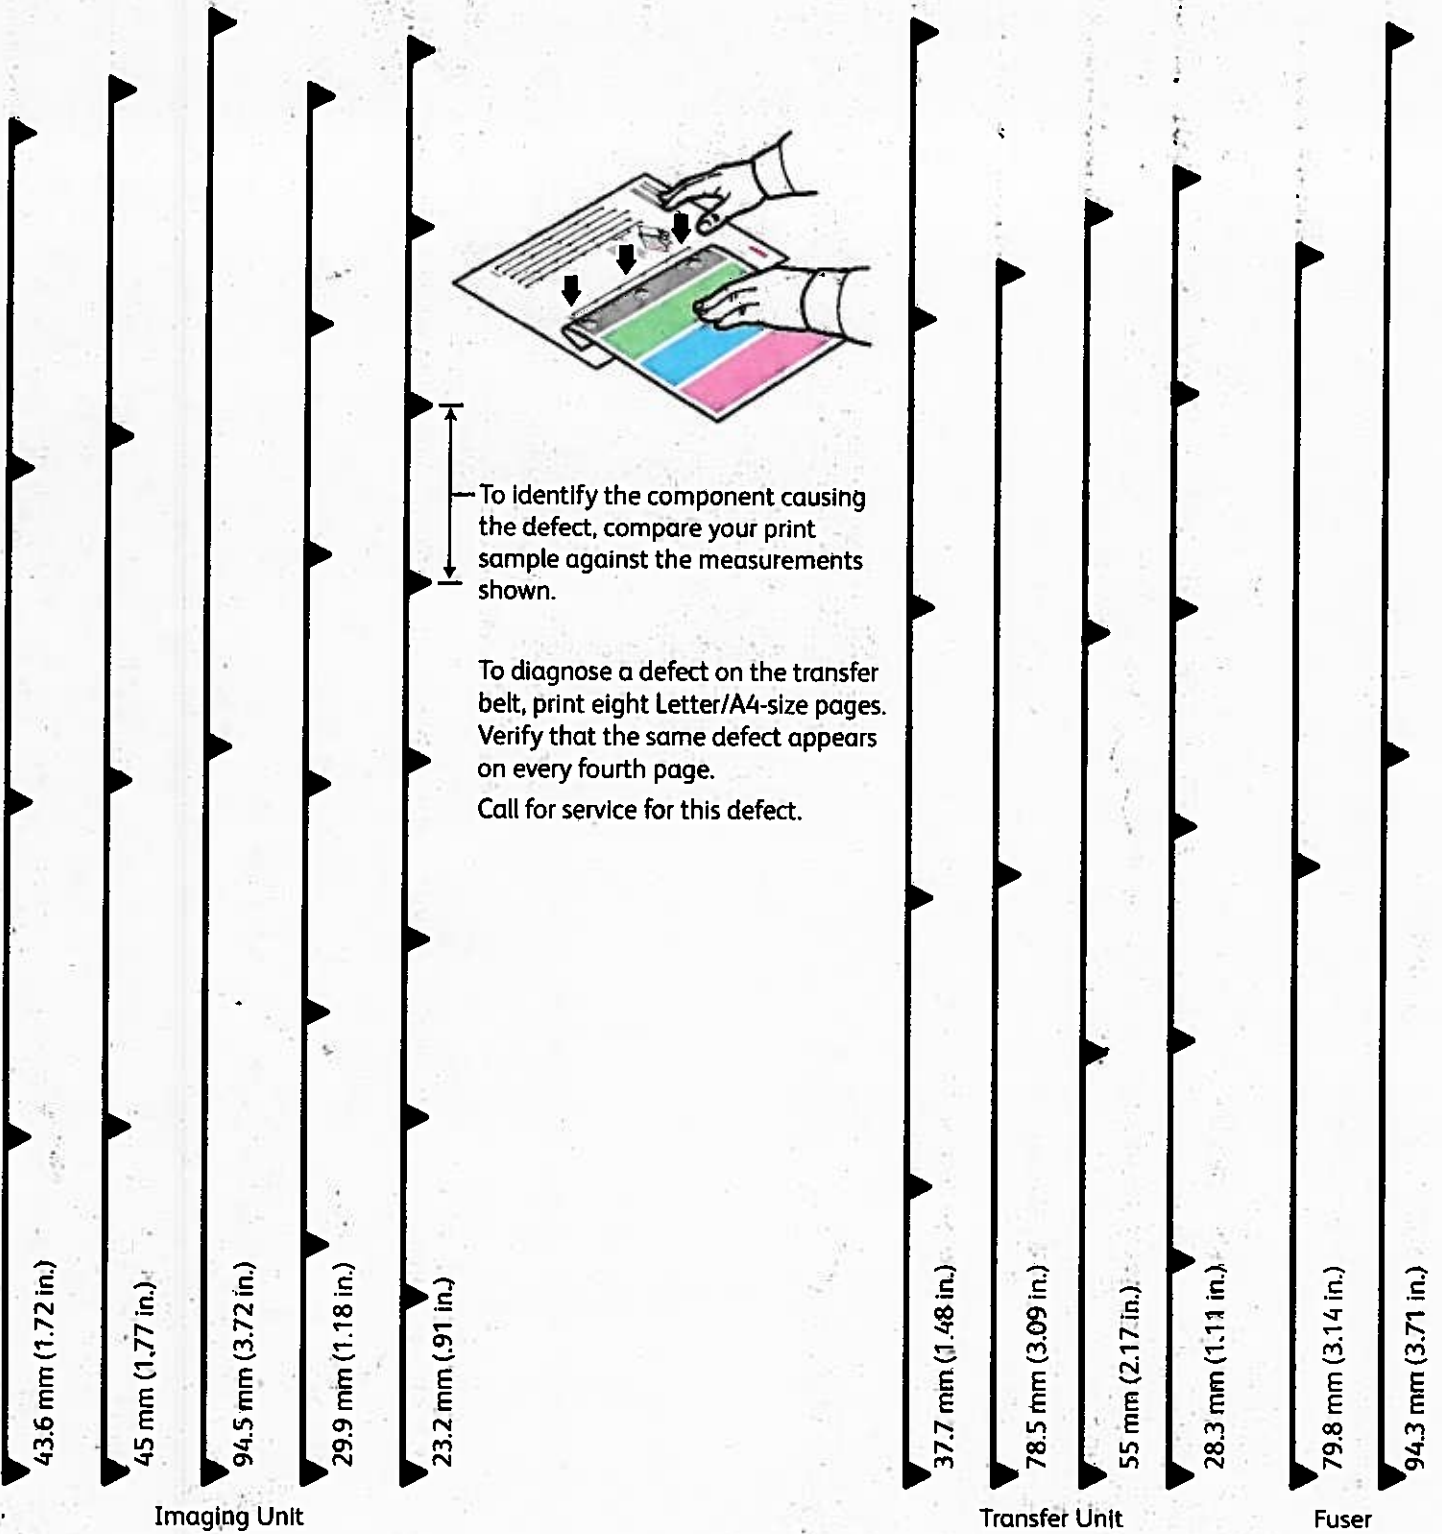 To identify the component causing
the defect, compare your print
sample against the measurements
shown.
To diagnose a defect on the transfer
belt, print eight Letter/A4-size pages.
Verify that the same defect appears
on every fourth page.
Call for service for this defect.
43.6 mm (1.72 in.)
45 mm (1.77 in.)
94.5 mm (3.72 in.)
29.9 mm (1.18 in.)
23.2 mm (.91 in.)
37.7 mm (1.48 in.)
78.5 mm (3.09 in.)
55 mm (2.17 in.)
28.3 mm (1.11 in.)
79.8 mm (3.14 in.)
94.3 mm (3.71 in.)
Imaging Unit
Transfer Unit
Fuser